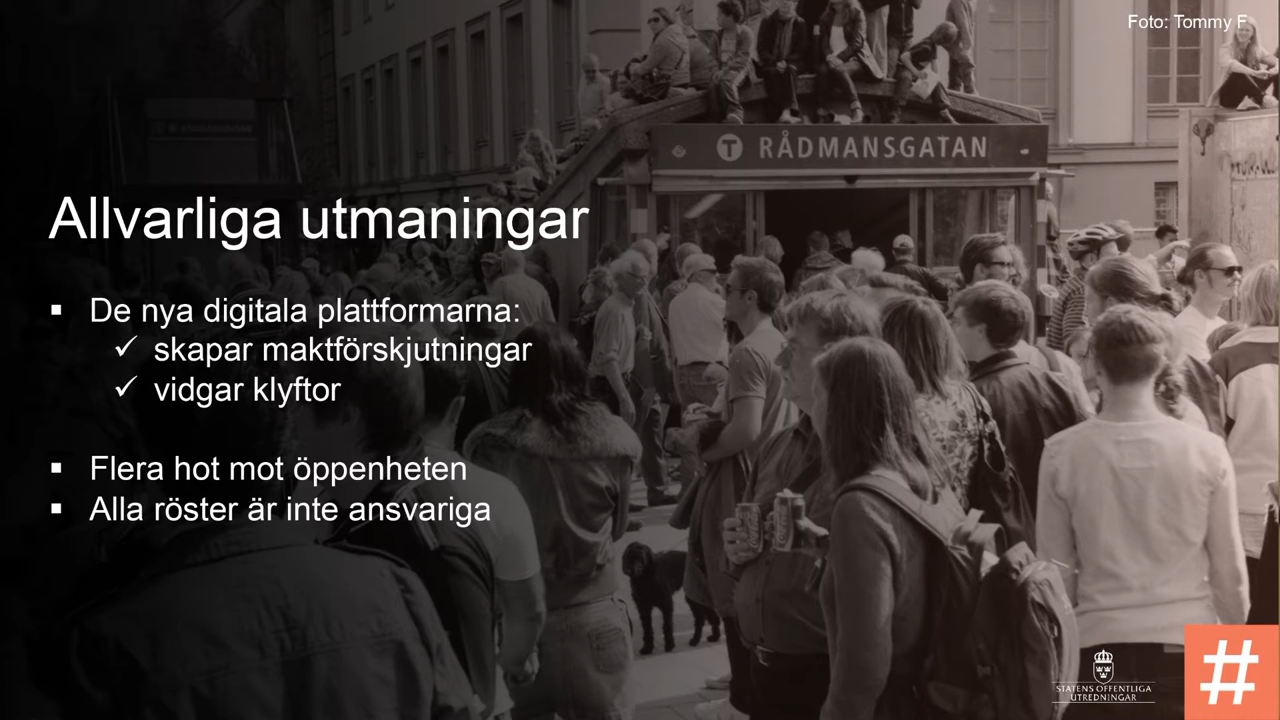 Foto: Tommy F
T RÅDMANSGATAN
Allvarliga utmaningar
▪ De nya digitala plattformarna:
✓ skapar maktförskjutningar
✓ vidgar klyftor
▪ Flera hot mot öppenheten
▪ Alla röster är inte ansvariga
STATENS OFFENTLIGA
UTREDNINGAR
#